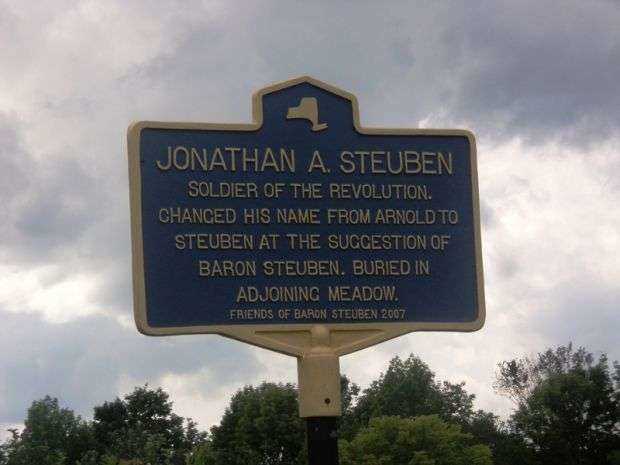 JONATHAN A. STEUBEN
SOLDIER OF THE REVOLUTION.
CHANGED HIS NAME FROM ARNOLD TO
STEUBEN AT THE SUGGESTION OF
BARON STEUBEN. BURIED IN
ADJOINING MEADOW.
FRIENDS OF BARON STEUBEN 2007